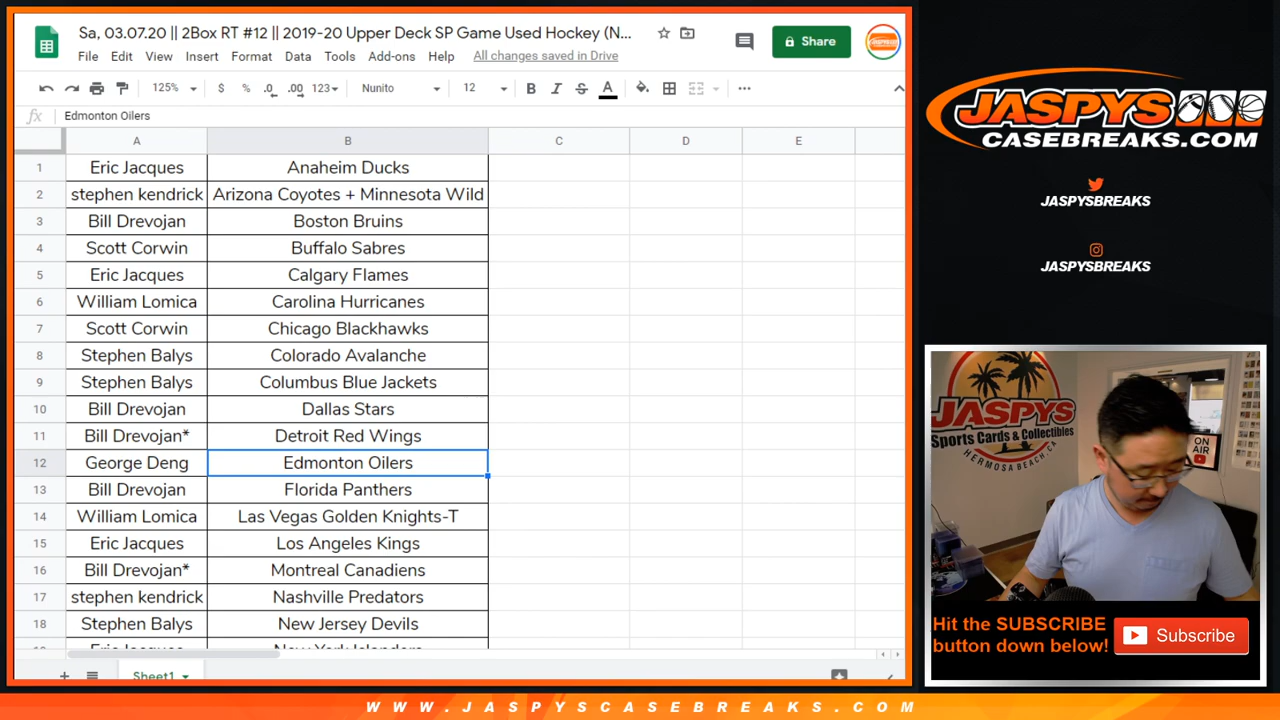 Sa, 03.07.20 || 2Box RT #12 || 2019-20 Upper Deck SP Game Used Hockey (N...
Share
File Edit View Insert Format Data Tools Add-ons Help All changes saved in Drive
125% $ % .0 .00 123 Nunito 12 B I S A
fx Edmonton Oilers
A B C D E
1 Eric Jacques Anaheim Ducks
2 stephen kendrick Arizona Coyotes + Minnesota Wild
3 Bill Drevojan Boston Bruins
4 Scott Corwin Buffalo Sabres
5 Eric Jacques Calgary Flames
6 William Lomica Carolina Hurricanes
7 Scott Corwin Chicago Blackhawks
8 Stephen Balys Colorado Avalanche
9 Stephen Balys Columbus Blue Jackets
10 Bill Drevojan Dallas Stars
11 Bill Drevojan* Detroit Red Wings
12 George Deng Edmonton Oilers
13 Bill Drevojan Florida Panthers
14 William Lomica Las Vegas Golden Knights-T
15 Eric Jacques Los Angeles Kings
16 Bill Drevojan* Montreal Canadiens
17 stephen kendrick Nashville Predators
18 Stephen Balys New Jersey Devils
Eric Jacques New York Islanders
Sheet1
JASPYS
CASEBREAKS.COM
JASPYSBREAKS
JASPYSBREAKS
JASPYS
Sports Cards & Collectibles
HERMOSA BEACH, CA
ON
AIR
Hit the SUBSCRIBE
button down below!
Subscribe
WWW.JASPYSCASEBREAKS.COM